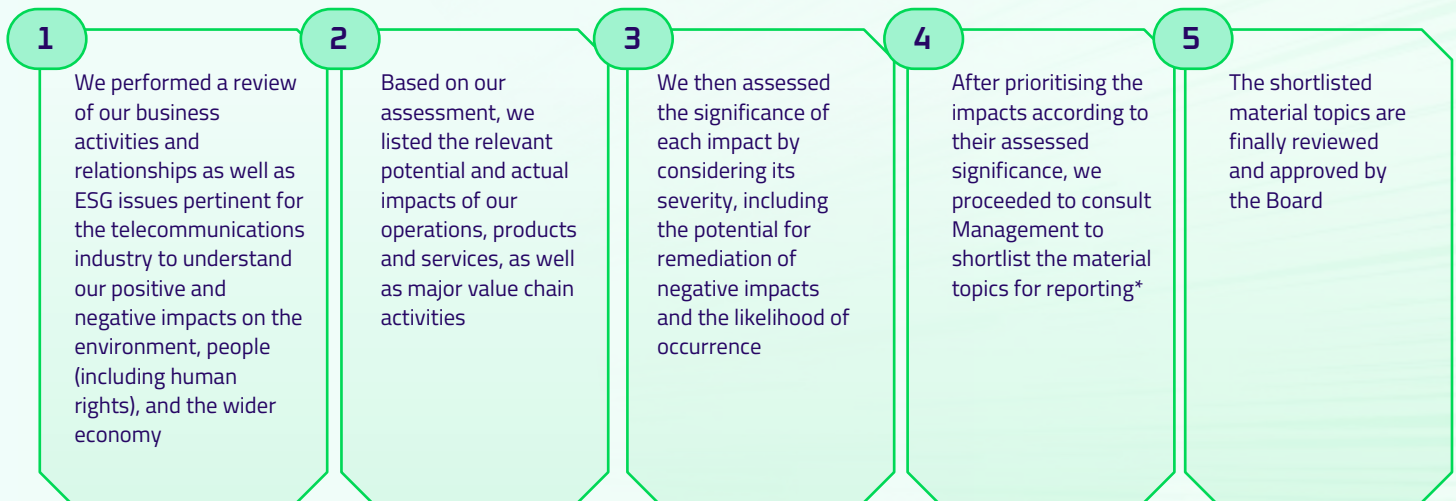 1
We performed a review
of our business
activities and
relationships as well as
ESG issues pertinent for
the telecommunications
industry to understand
our positive and
negative impacts on the
environment, people
(including human
rights), and the wider
economy
2
Based on our
assessment, we
listed the relevant
potential and actual
impacts of our
operations, products
and services, as well
as major value chain
activities
3
We then assessed
the significance of
each impact by
considering its
severity, including
the potential for
remediation of
negative impacts
and the likelihood of
occurrence
4
After prioritising the
impacts according to
their assessed
significance, we
proceeded to consult
Management to
shortlist the material
topics for reporting*
5
The shortlisted
material topics are
finally reviewed
and approved by
the Board